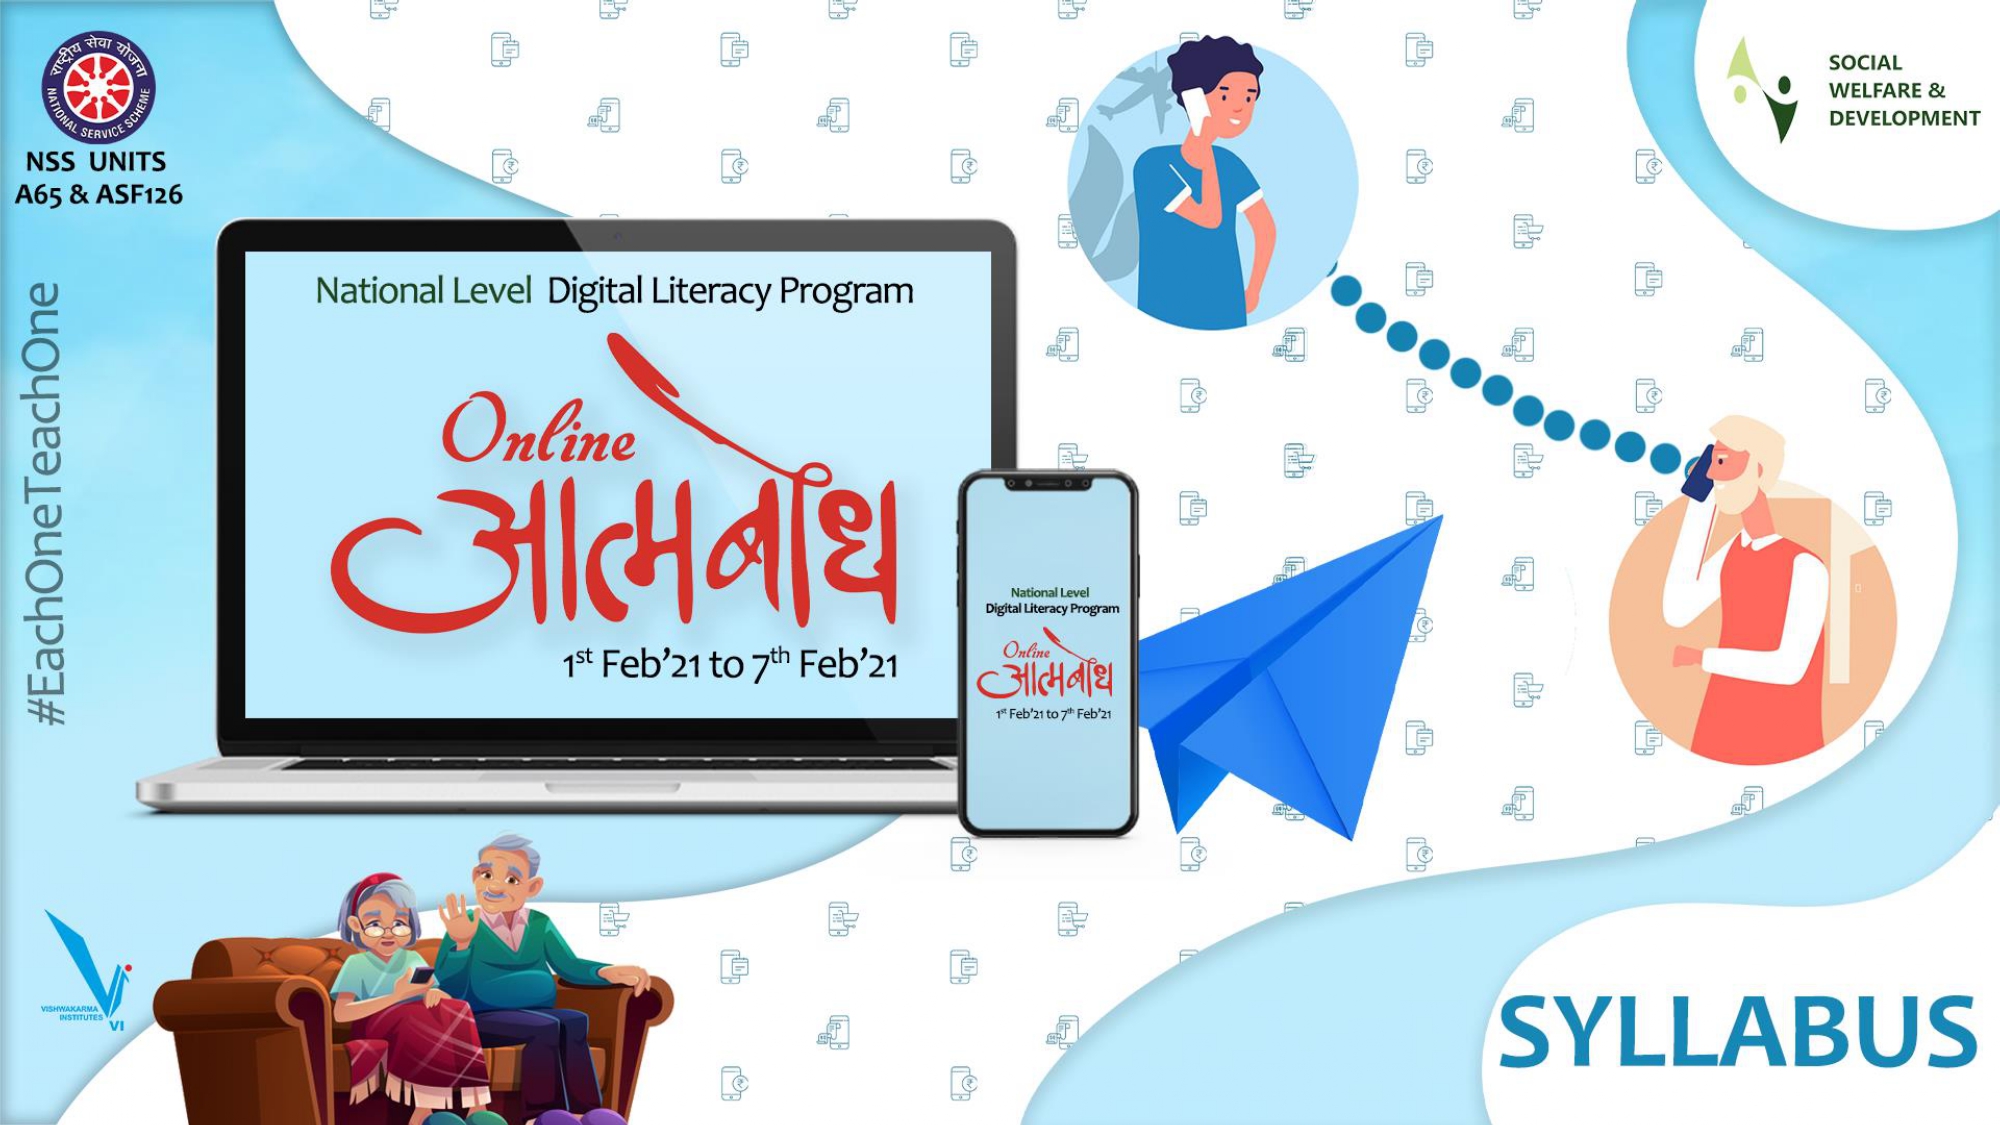 राष्ट्रीय सेवा योजना
NATIONAL SERVICE SCHEME
NSS UNITS
A65 & ASF126
SOCIAL
WELFARE &
DEVELOPMENT
#EachOneTeachOne
National Level Digital Literacy Program
Online
आत्मबोध
1st Feb'21 to 7th Feb'21
National Level
Digital Literacy Program
Online
आत्मबोध
1st Feb'21 to 7th Feb'21
VISHWAKARMA
INSTITUTES
VI
SYLLABUS